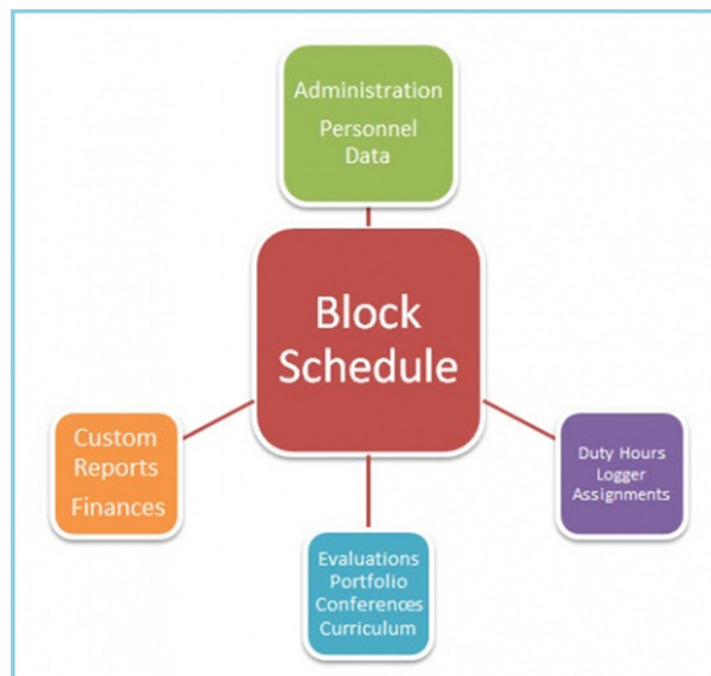 Administration
Personnel
Data
Block
Schedule
Custom
Reports
Finances
Duty Hours
Logger
Assignments
Evaluations
Portfolio
Conferences
Curriculum